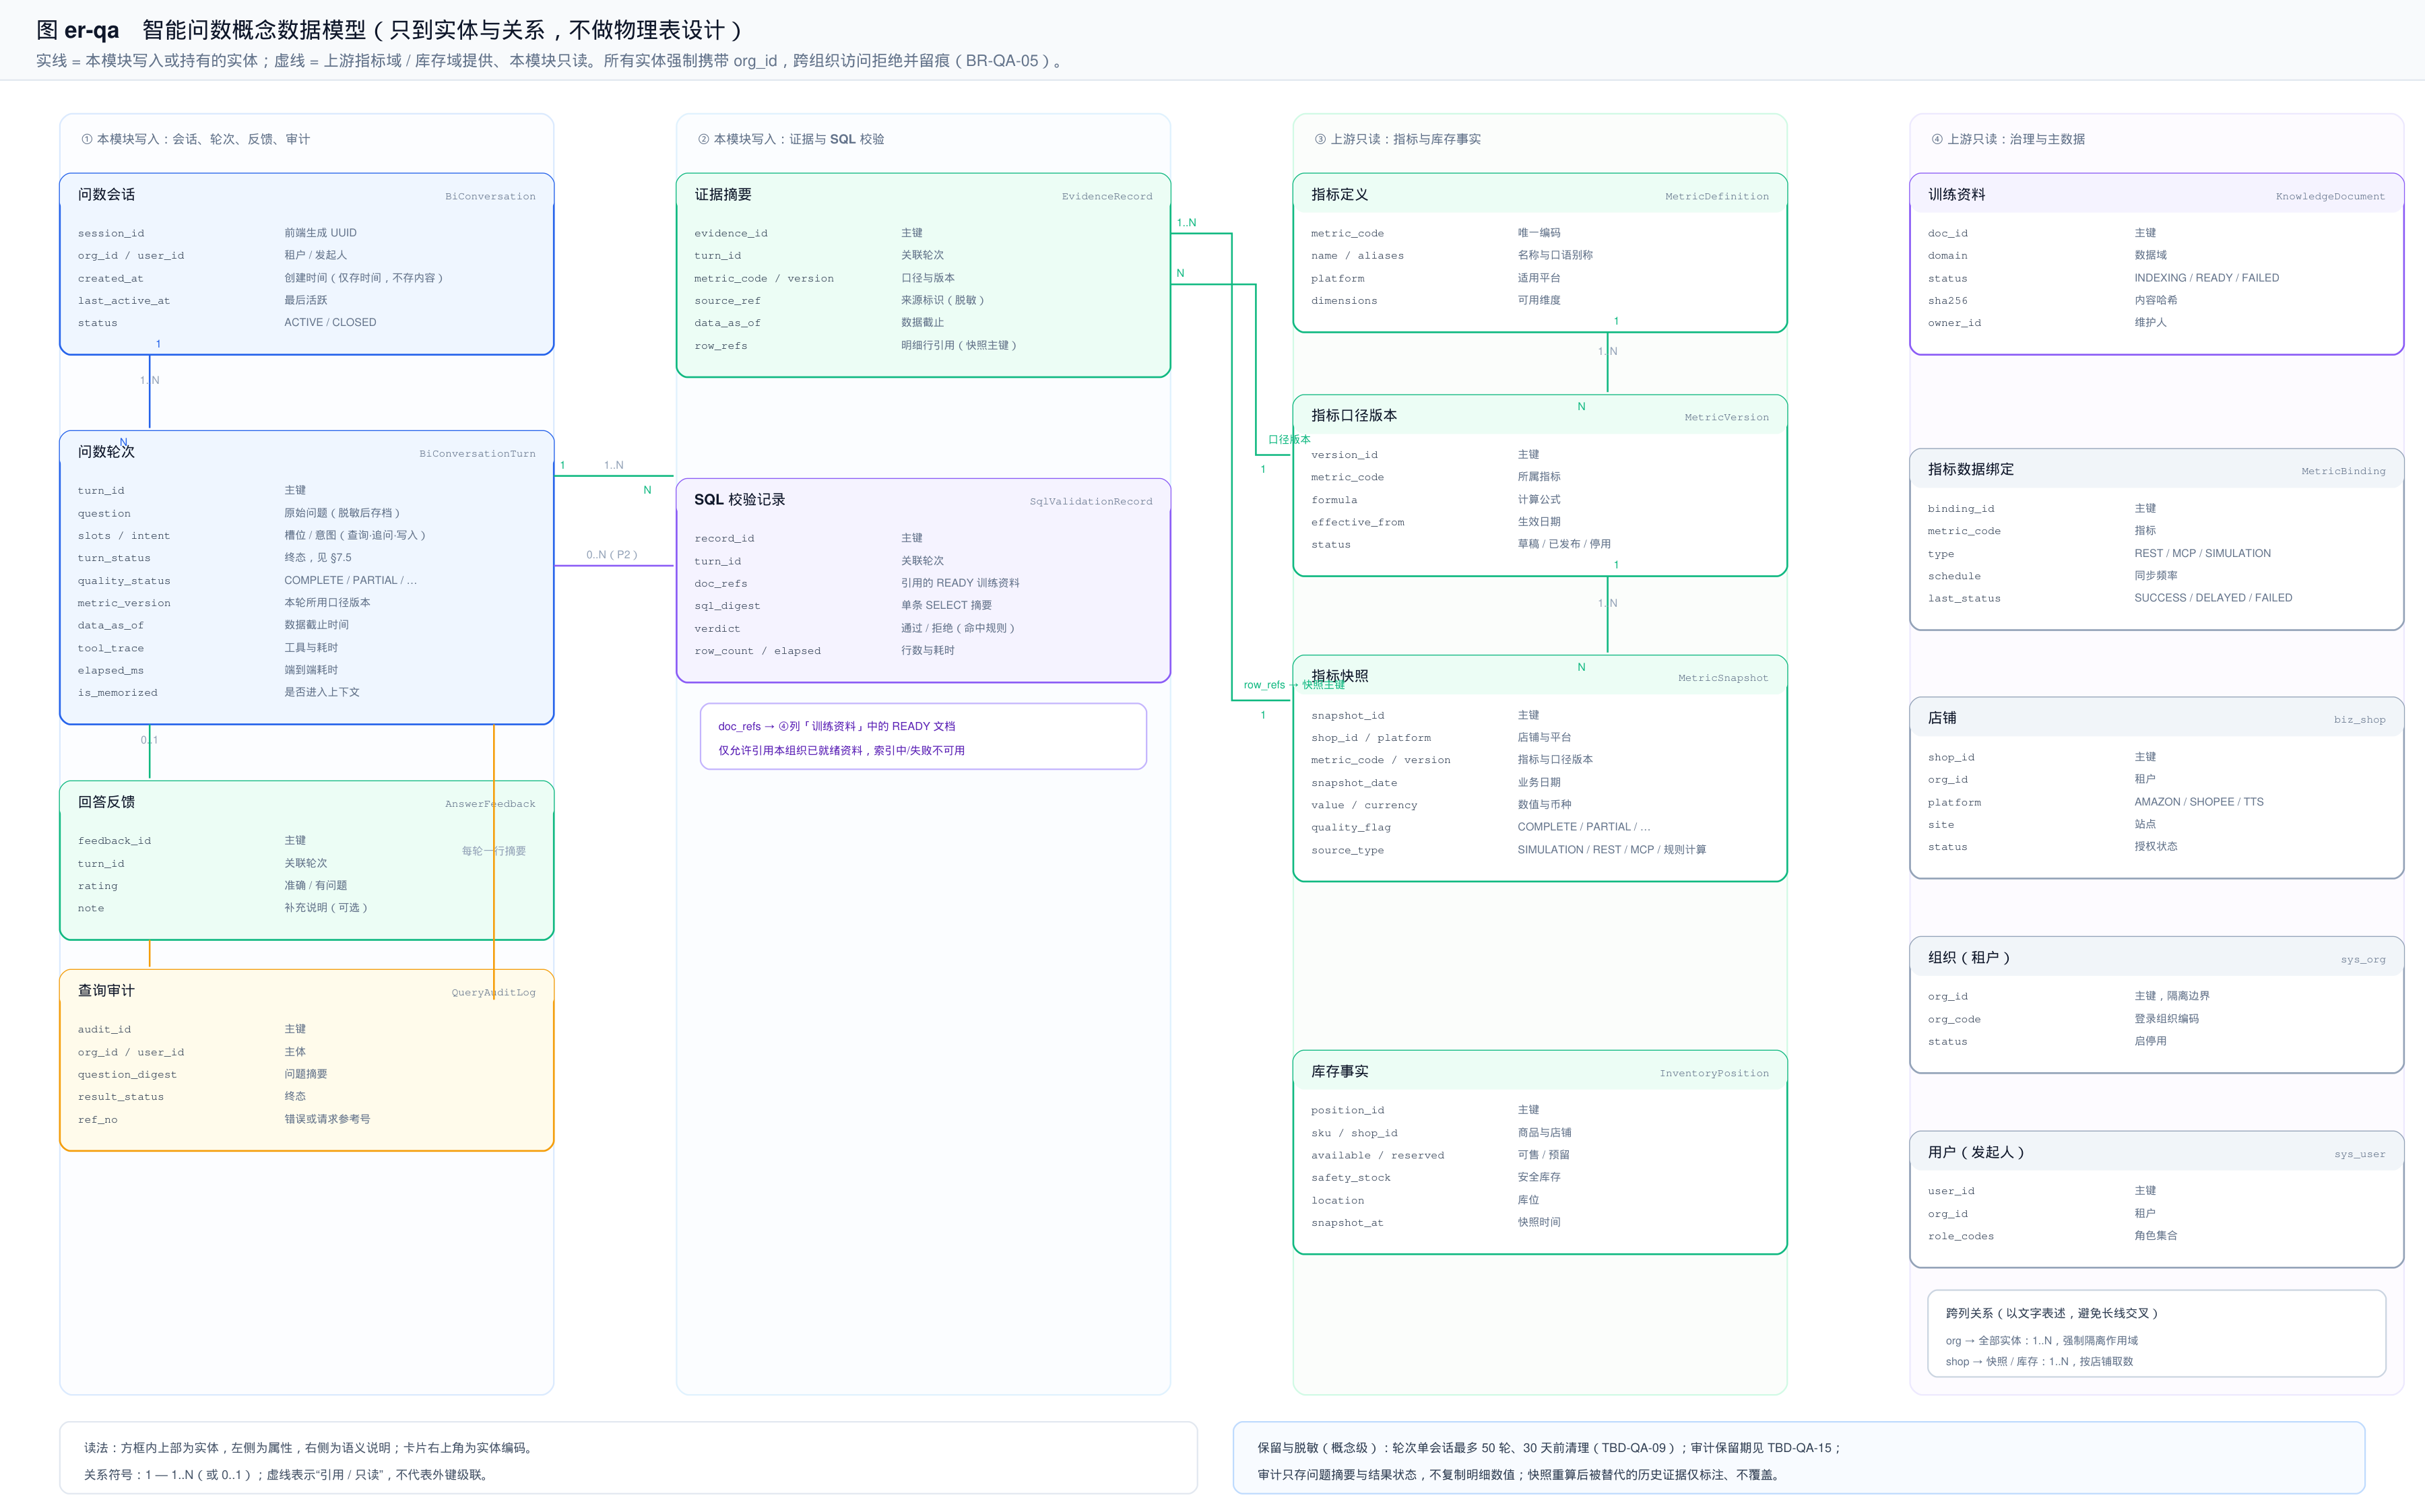 图 er-qa 智能问数概念数据模型（只到实体与关系，不做物理表设计）
实线 = 本模块写入或持有的实体；虚线 = 上游指标域 / 库存域提供、本模块只读。所有实体强制携带 org_id，跨组织访问拒绝并留痕（BR-QA-05）。
① 本模块写入：会话、轮次、反馈、审计
问数会话 BiConversation
session_id 前端生成 UUID
org_id / user_id 租户 / 发起人
created_at 创建时间（仅存时间，不存内容）
last_active_at 最后活跃
status ACTIVE / CLOSED
1
1..N
N
问数轮次 BiConversationTurn
turn_id 主键
question 原始问题（脱敏后存档）
slots / intent 槽位 / 意图（查询·追问·写入）
turn_status 终态，见 §7.5
quality_status COMPLETE / PARTIAL / …
metric_version 本轮所用口径版本
data_as_of 数据截止时间
tool_trace 工具与耗时
elapsed_ms 端到端耗时
is_memorized 是否进入上下文
0..1
回答反馈 AnswerFeedback
feedback_id 主键
每轮一行摘要
turn_id 关联轮次
rating 准确 / 有问题
note 补充说明（可选）
查询审计 QueryAuditLog
audit_id 主键
org_id / user_id 主体
question_digest 问题摘要
result_status 终态
ref_no 错误或请求参考号
1 1..N
N
0..N（P2）
② 本模块写入：证据与 SQL 校验
证据摘要 EvidenceRecord
evidence_id 主键
turn_id 关联轮次
metric_code / version 口径与版本
source_ref 来源标识（脱敏）
data_as_of 数据截止
row_refs 明细行引用（快照主键）
SQL 校验记录 SqlValidationRecord
record_id 主键
turn_id 关联轮次
doc_refs 引用的 READY 训练资料
sql_digest 单条 SELECT 摘要
verdict 通过 / 拒绝（命中规则）
row_count / elapsed 行数与耗时
doc_refs → ④列「训练资料」中的 READY 文档
仅允许引用本组织已就绪资料，索引中/失败不可用
1..N
N
口径版本
1
row_refs → 快照主键
1
③ 上游只读：指标与库存事实
指标定义 MetricDefinition
metric_code 唯一编码
name / aliases 名称与口语别称
platform 适用平台
dimensions 可用维度
1
1..N
N
指标口径版本 MetricVersion
version_id 主键
metric_code 所属指标
formula 计算公式
effective_from 生效日期
status 草稿 / 已发布 / 停用
1
1..N
N
指标快照 MetricSnapshot
snapshot_id 主键
shop_id / platform 店铺与平台
metric_code / version 指标与口径版本
snapshot_date 业务日期
value / currency 数值与币种
quality_flag COMPLETE / PARTIAL / …
source_type SIMULATION / REST / MCP / 规则计算
库存事实 InventoryPosition
position_id 主键
sku / shop_id 商品与店铺
available / reserved 可售 / 预留
safety_stock 安全库存
location 库位
snapshot_at 快照时间
④ 上游只读：治理与主数据
训练资料 KnowledgeDocument
doc_id 主键
domain 数据域
status INDEXING / READY / FAILED
sha256 内容哈希
owner_id 维护人
指标数据绑定 MetricBinding
binding_id 主键
metric_code 指标
type REST / MCP / SIMULATION
schedule 同步频率
last_status SUCCESS / DELAYED / FAILED
店铺 biz_shop
shop_id 主键
org_id 租户
platform AMAZON / SHOPEE / TTS
site 站点
status 授权状态
组织（租户） sys_org
org_id 主键，隔离边界
org_code 登录组织编码
status 启停用
用户（发起人） sys_user
user_id 主键
org_id 租户
role_codes 角色集合
跨列关系（以文字表述，避免长线交叉）
org → 全部实体：1..N，强制隔离作用域
shop → 快照 / 库存：1..N，按店铺取数
读法：方框内上部为实体，左侧为属性，右侧为语义说明；卡片右上角为实体编码。
关系符号：1 — 1..N（或 0..1）；虚线表示“引用 / 只读”，不代表外键级联。
保留与脱敏（概念级）：轮次单会话最多 50 轮、30 天前清理（TBD-QA-09）；审计保留期见 TBD-QA-15；
审计只存问题摘要与结果状态，不复制明细数值；快照重算后被替代的历史证据仅标注、不覆盖。